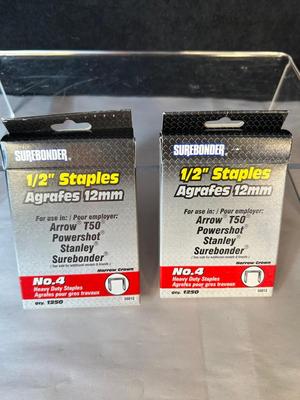 SUREBONDER
1/2" Staples
Agrafes 12mm
For use in: / Pour employer:
Arrow® T50®
Powershot®
Stanley®
Surebonder®
Narrow Crown
No.4
Heavy Duty Staples
Agrafes pour gros travaux
Qty. 1250
SUREBONDER
1/2" Staples
Agrafes 12mm
For use in: / Pour employer:
Arrow® T50®
Powershot®
Stanley®
Surebonder®
Narrow Crown
No.4
Heavy Duty Staples
Agrafes pour gros travaux
Qty. 1250